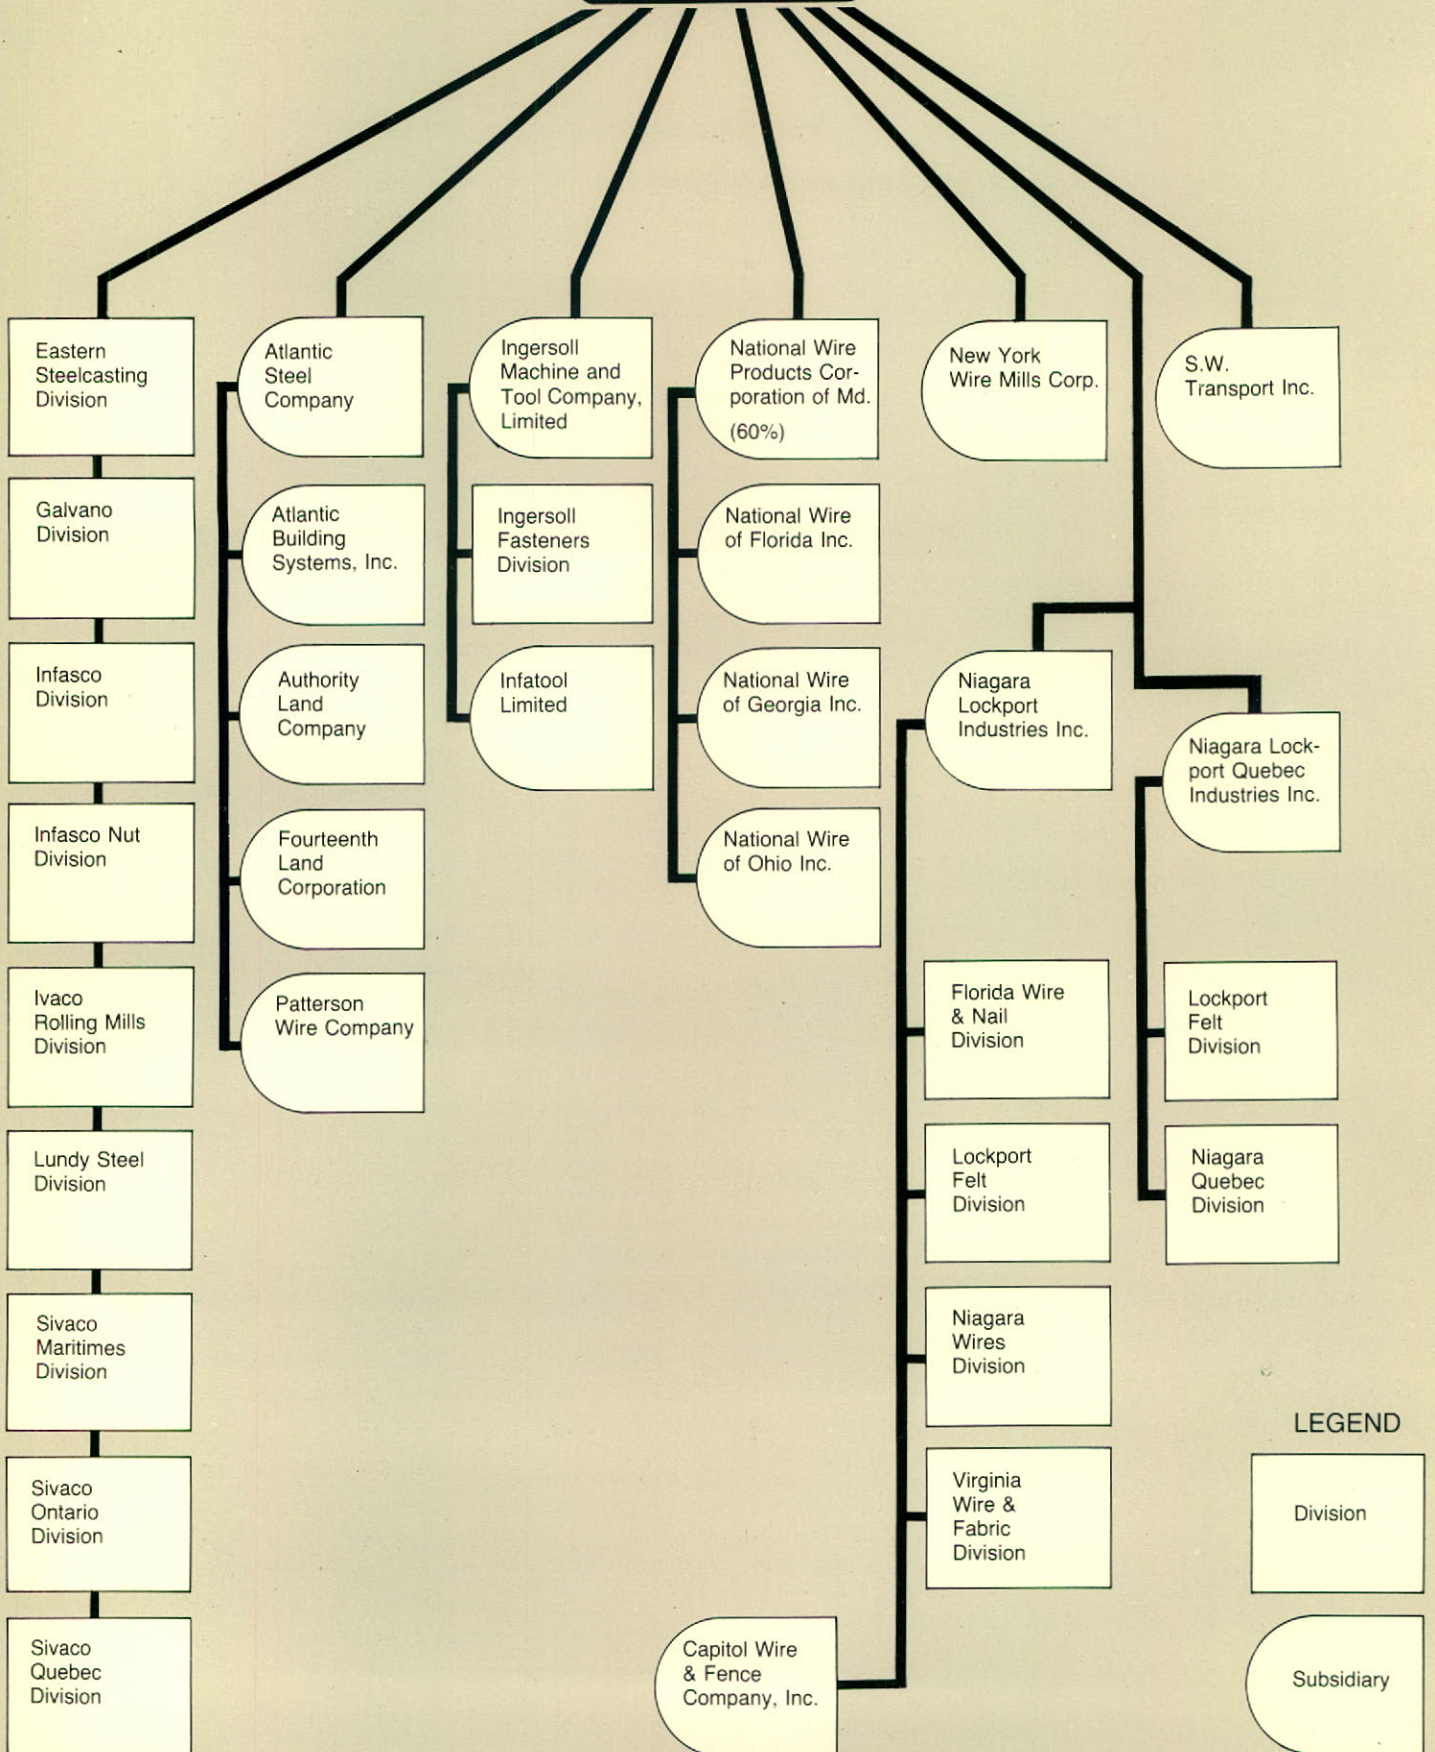 Eastern
Steelcasting
Division
Galvano
Division
Infasco
Division
Infasco Nut
Division
Ivaco
Rolling Mills
Division
Lundy Steel
Division
Sivaco
Maritimes
Division
Sivaco
Ontario
Division
Sivaco
Quebec
Division
Atlantic
Steel
Company
Atlantic
Building
Systems, Inc.
Authority
Land
Company
Fourteenth
Land
Corporation
Patterson
Wire Company
Ingersoll
Machine and
Tool Company,
Limited
Ingersoll
Fasteners
Division
Infatool
Limited
National Wire
Products Cor-
poration of Md.
(60%)
National Wire
of Florida Inc.
National Wire
of Georgia Inc.
National Wire
of Ohio Inc.
New York
Wire Mills Corp.
S.W.
Transport Inc.
Niagara
Lockport
Industries Inc.
Florida Wire
& Nail
Division
Lockport
Felt
Division
Niagara
Wires
Division
Virginia
Wire &
Fabric
Division
Capitol Wire
& Fence
Company, Inc.
Niagara Lock-
port Quebec
Industries Inc.
Lockport
Felt
Division
Niagara
Quebec
Division
LEGEND
Division
Subsidiary